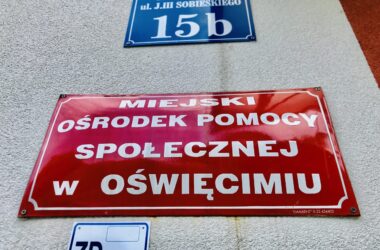 ul. J.III SOBIESKIEGO
15b
MIEJSKI
OŚRODEK POMOCY
SPOŁECZNEJ
w OŚWIĘCIMIU